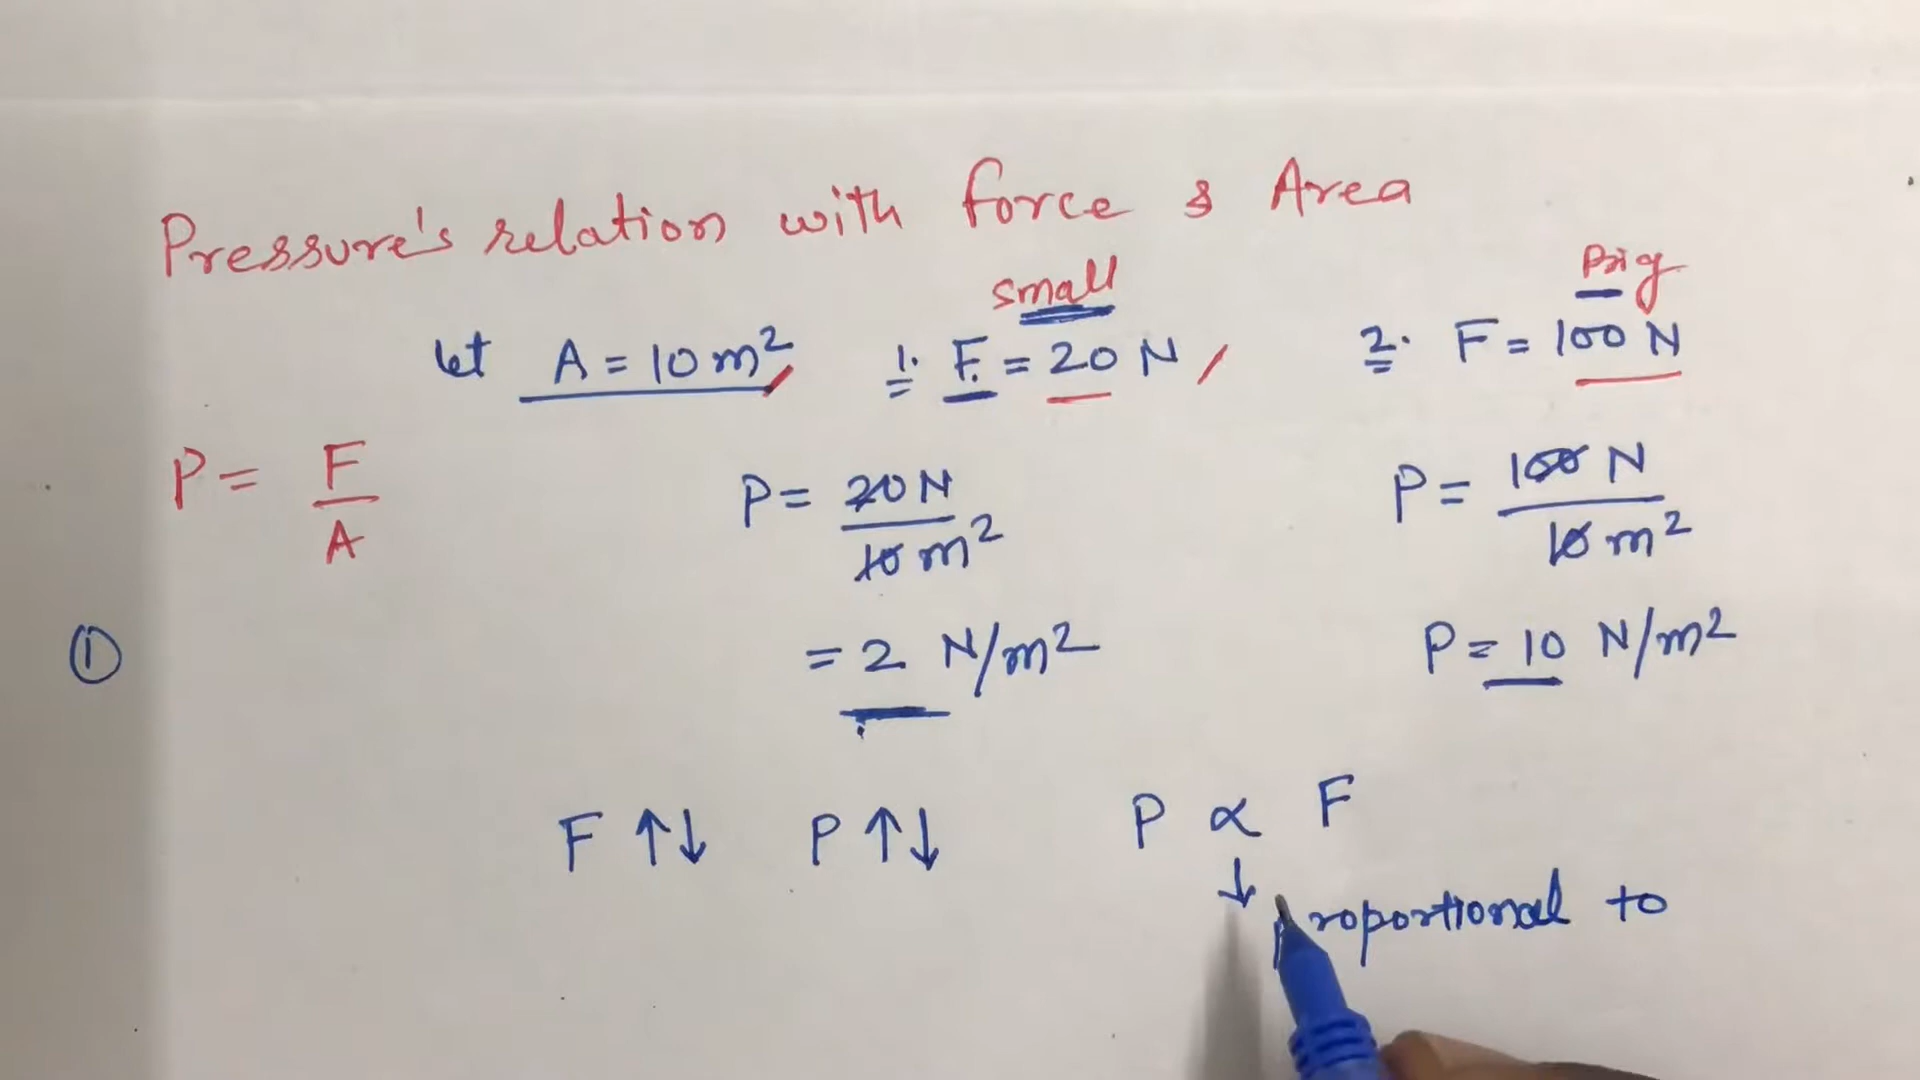 Pressure's relation with force & Area
small
Big
let A = 10 m² 1. F = 20 N, 2. F = 100 N
P = F/A
P = 20 N / 10 m²
P = 100 N / 10 m²
①
= 2 N/m²
P = 10 N/m²
F ↑↓ P ↑↓ P ∝ F
↓ proportional to